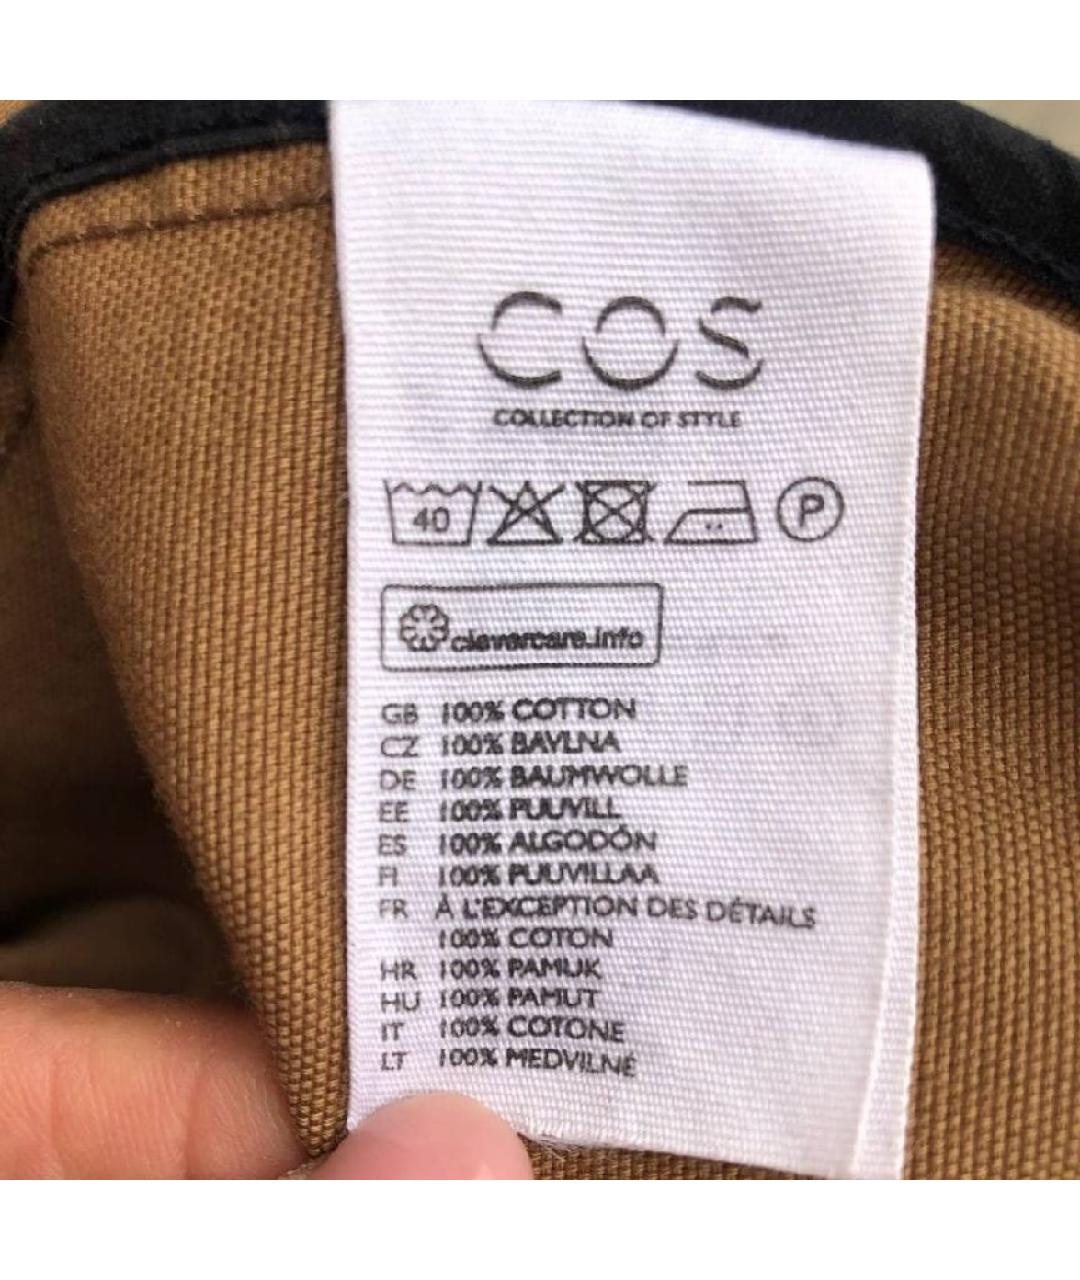 COS
COLLECTION OF STYLE
40 P
clevercare.info
GB 100% COTTON
CZ 100% BAVLNA
DE 100% BAUMWOLLE
EE 100% PUUVILL
ES 100% ALGODÓN
FI 100% PUUVILLAA
FR À L'EXCEPTION DES DÉTAILS
100% COTON
HR 100% PAMUK
HU 100% PAMUT
IT 100% COTONE
LT 100% MEDVILNĖ